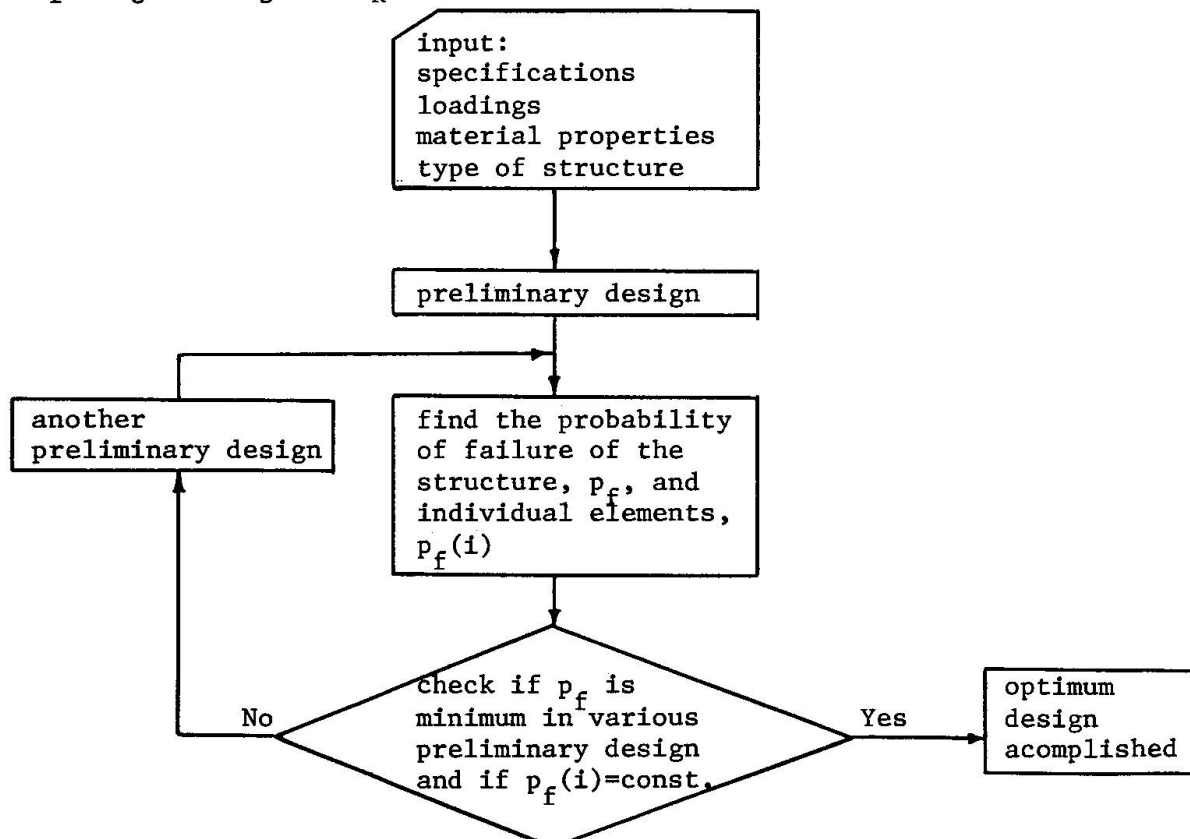 input:
specifications
loadings
material properties
type of structure
preliminary design
another
preliminary design
find the probability
of failure of the
structure, p_f, and
individual elements,
p_f(i)
check if p_f is
minimum in various
preliminary design
and if p_f(i)=const.
No
Yes
optimum
design
acomplished